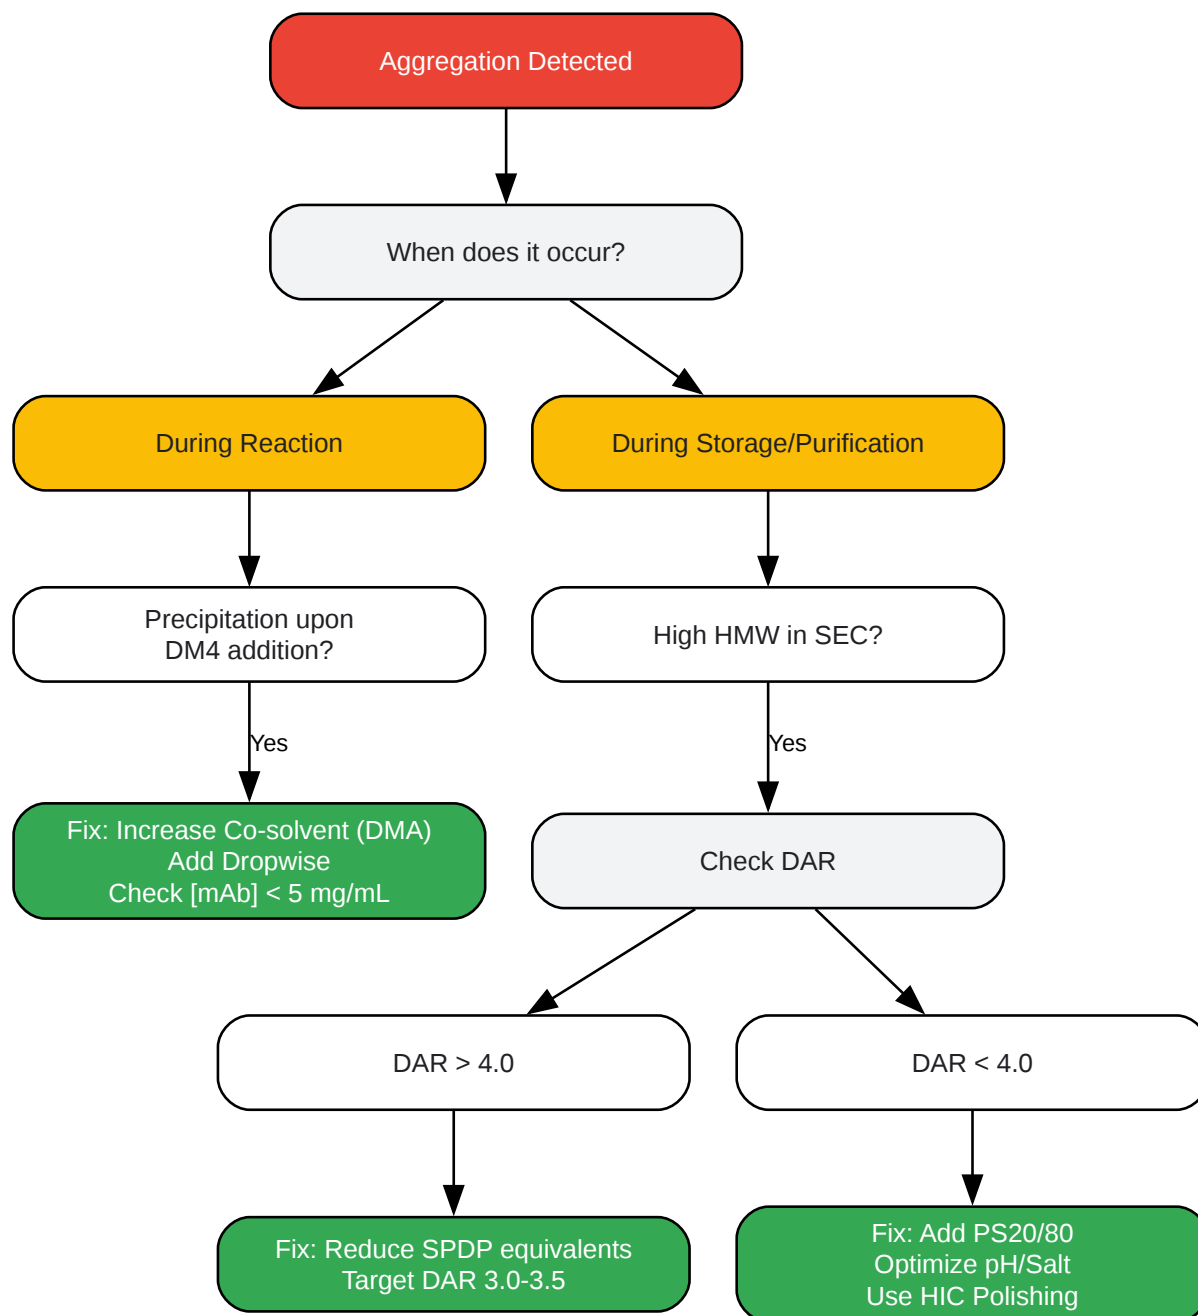 Aggregation Detected
When does it occur?
During Reaction
During Storage/Purification
Precipitation upon
DM4 addition?
High HMW in SEC?
Yes
Yes
Fix: Increase Co-solvent (DMA)
Add Dropwise
Check [mAb] < 5 mg/mL
Check DAR
DAR > 4.0
DAR < 4.0
Fix: Reduce SPDP equivalents
Target DAR 3.0-3.5
Fix: Add PS20/80
Optimize pH/Salt
Use HIC Polishing